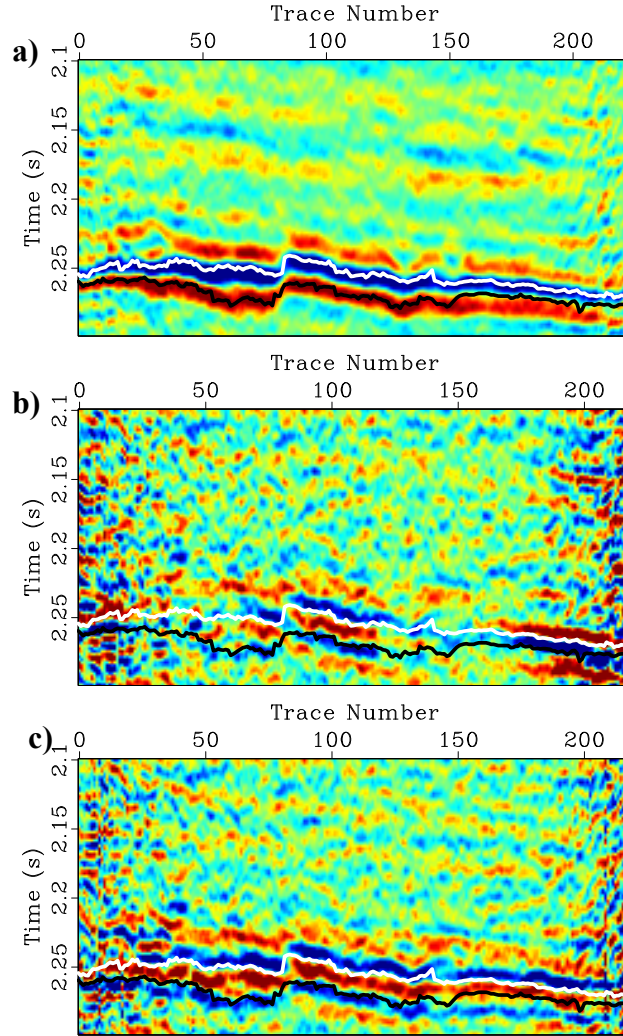 Trace Number
a) 0 50 100 150 200
2.1
2.15
2.2
2.25
Time (s)
Trace Number
b) 0 50 100 150 200
2.1
2.15
2.2
2.25
Time (s)
Trace Number
c) 0 50 100 150 200
2.1
2.15
2.2
2.25
Time (s)